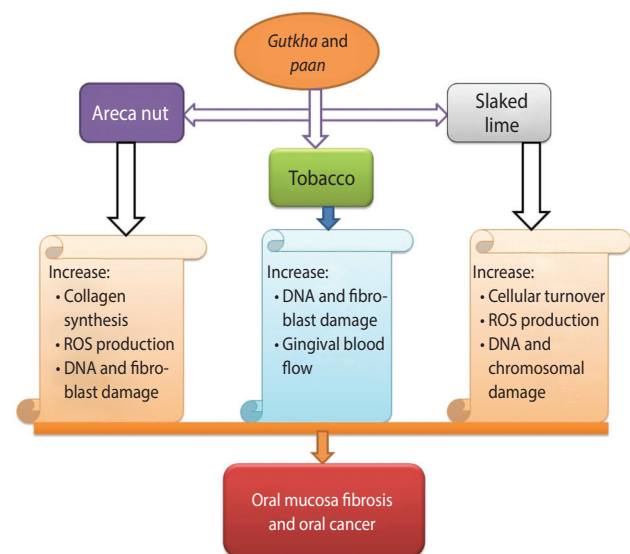 Gutkha and
paan
Areca nut
Slaked
lime
Tobacco
Increase:
• Collagen
synthesis
• ROS production
• DNA and fibro-
blast damage
Increase:
• DNA and fibro-
blast damage
• Gingival blood
flow
Increase:
• Cellular turnover
• ROS production
• DNA and
chromosomal
damage
Oral mucosa fibrosis
and oral cancer